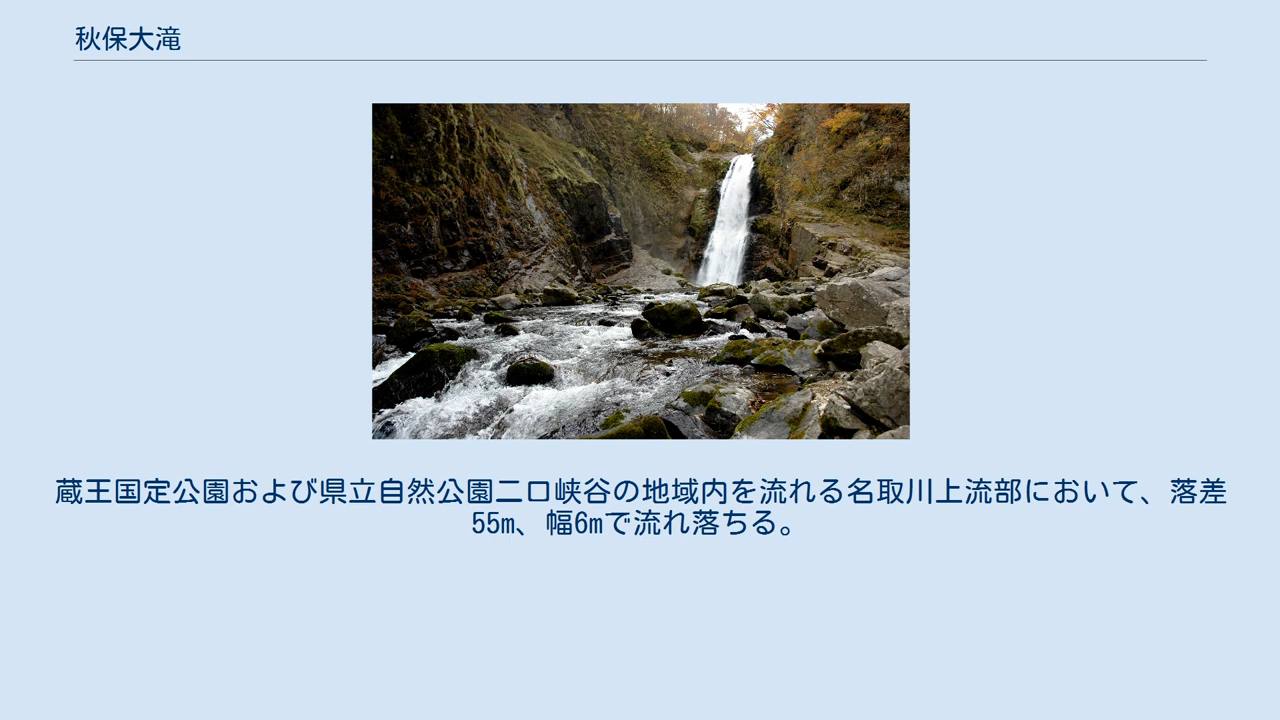 秋保大滝
蔵王国定公園および県立自然公園二口峡谷の地域内を流れる名取川上流部において、落差
55m、幅6mで流れ落ちる。